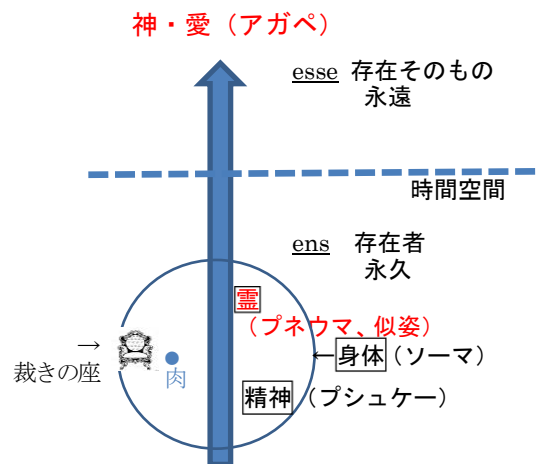 神・愛（アガペ）
esse 存在そのもの
永遠
時間空間
ens 存在者
永久
霊
（プネウマ、似姿）
→
裁きの座
肉
←身体（ソーマ）
精神（プシュケー）